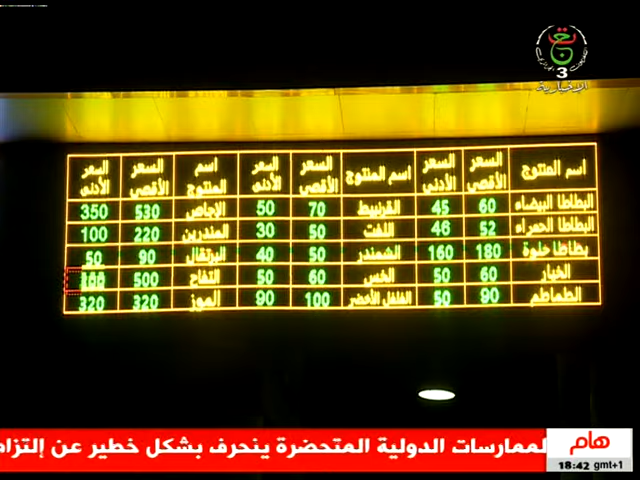 3
الإخبارية
اسم المنتوج السعر الأقصى السعر الأدنى اسم المنتوج السعر الأقصى السعر الأدنى اسم المنتوج السعر الأقصى السعر الأدنى
البطاطا البيضاء 60 45 القرنبيط 70 50 الإجاص 530 350
البطاطا الحمراء 52 46 اللفت 50 30 المندرين 220 100
بطاطا حلوة 180 160 الشمندر 50 40 البرتقال 90 50
الخيار 60 50 الخس 60 50 التفاح 500
الطماطم 90 50 الفلفل الأخضر 100 90 الموز 320 320
هام لممارسات الدولية المتحضرة ينحرف بشكل خطير عن إلتزام
18:42 gmt+1